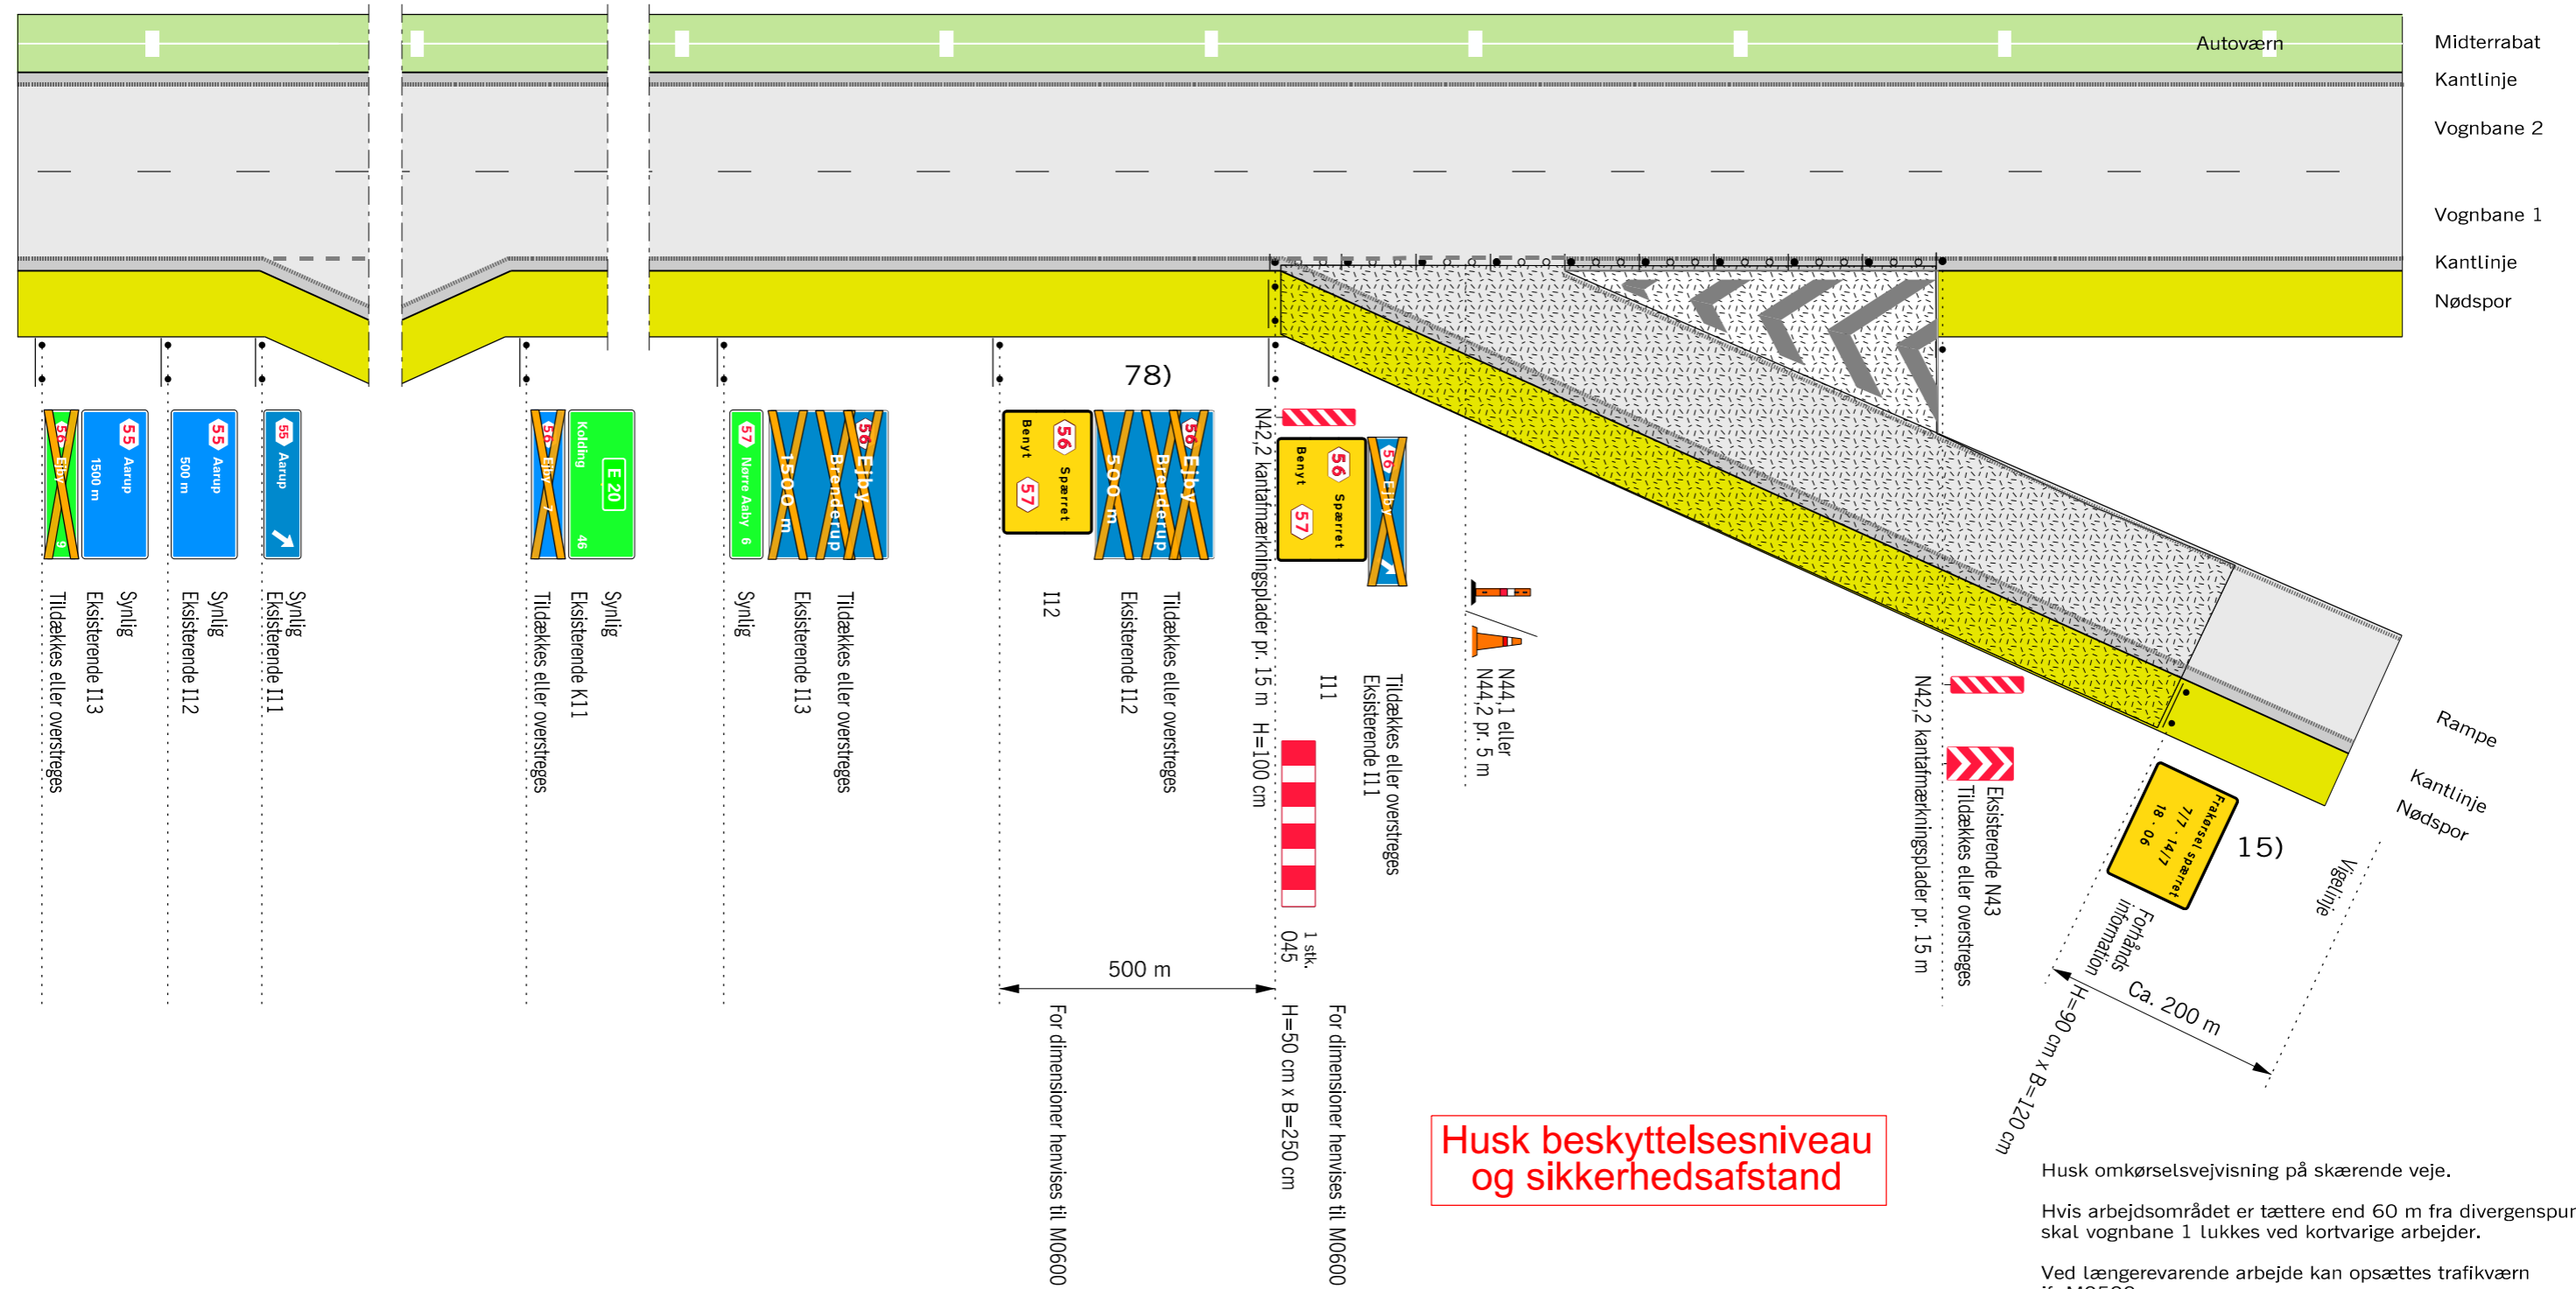 Autoværn
Midterrabat
Kantlinje
Vognbane 2
Vognbane 1
Kantlinje
Nødspor
56 Ejby 9
55 Aarup
1500 m
Synlig
Eksisterende I13
Tildækkes eller overstreges
55 Aarup
500 m
Synlig
Eksisterende I12
55 Aarup
Synlig
Eksisterende I11
E 20
Kolding 46
56 Ejby 7
Synlig
Eksisterende K11
Tildækkes eller overstreges
56 Ejby
Brenderup
1500 m
57 Nørre Aaby 6
Tildækkes eller overstreges
Eksisterende I13
Synlig
78)
56 Ejby
Brenderup
500 m
56 Spærret
Benyt 57
Tildækkes eller overstreges
Eksisterende I12
I12
N42,2 kantafmærkningsplader pr. 15 m H=100 cm
56 Ejby
56 Spærret
Benyt 57
Tildækkes eller overstreges
Eksisterende I11
I11
1 stk.
O45
H=50 cm x B=250 cm
500 m
For dimensioner henvises til M0600
For dimensioner henvises til M0600
N44,1 eller
N44,2 pr. 5 m
Eksisterende N43
Tildækkes eller overstreges
N42,2 kantafmærkningsplader pr. 15 m
Rampe
Kantlinje
Nødspor
Frakørsel spærret
7/7 - 14/7
18 - 06
15)
Forhånds
information
H=90 cm x B=120 cm
Ca. 200 m
Vigelinje
Husk beskyttelsesniveau
og sikkerhedsafstand
Husk omkørselsvejvisning på skærende veje.
Hvis arbejdsområdet er tættere end 60 m fra
skal vognbane 1 lukkes ved kortvarige arbejder.
Ved længerevarende arbejde kan opsættes trafikværn